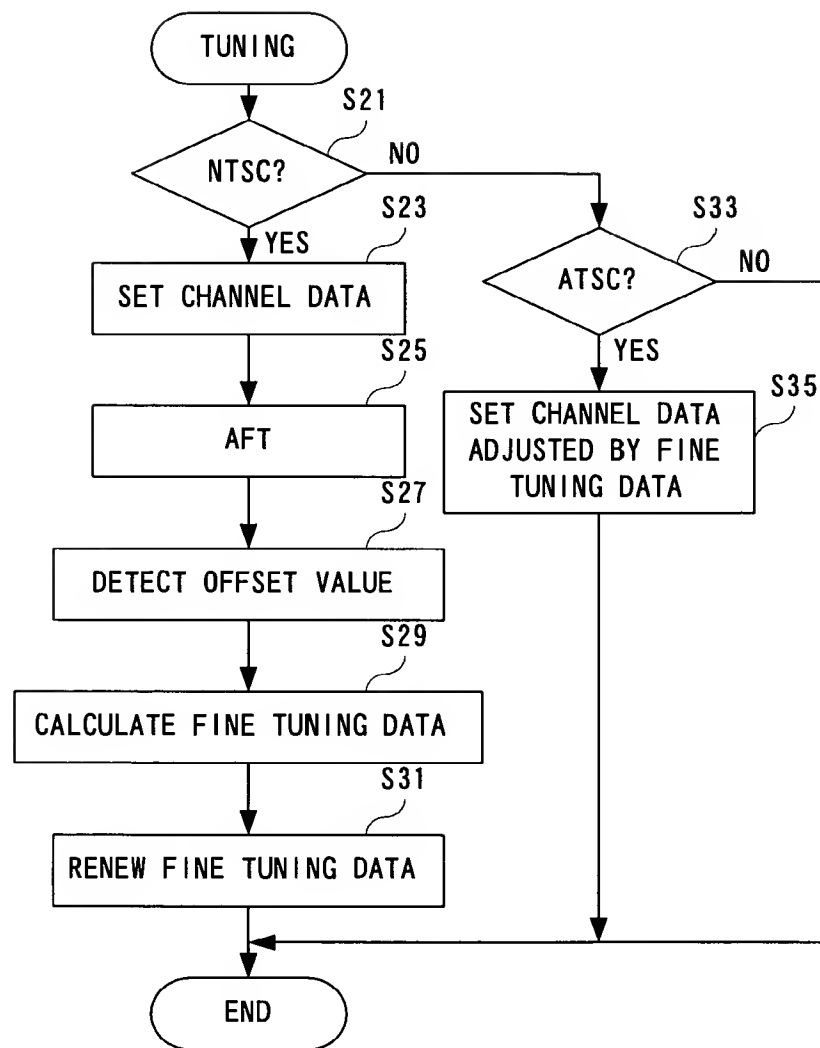 TUNING
S21
NTSC?
NO
YES
S23
SET CHANNEL DATA
S25
AFT
S27
DETECT OFFSET VALUE
S29
CALCULATE FINE TUNING DATA
S31
RENEW FINE TUNING DATA
S33
ATSC?
NO
YES
S35
SET CHANNEL DATA
ADJUSTED BY FINE
TUNING DATA
END